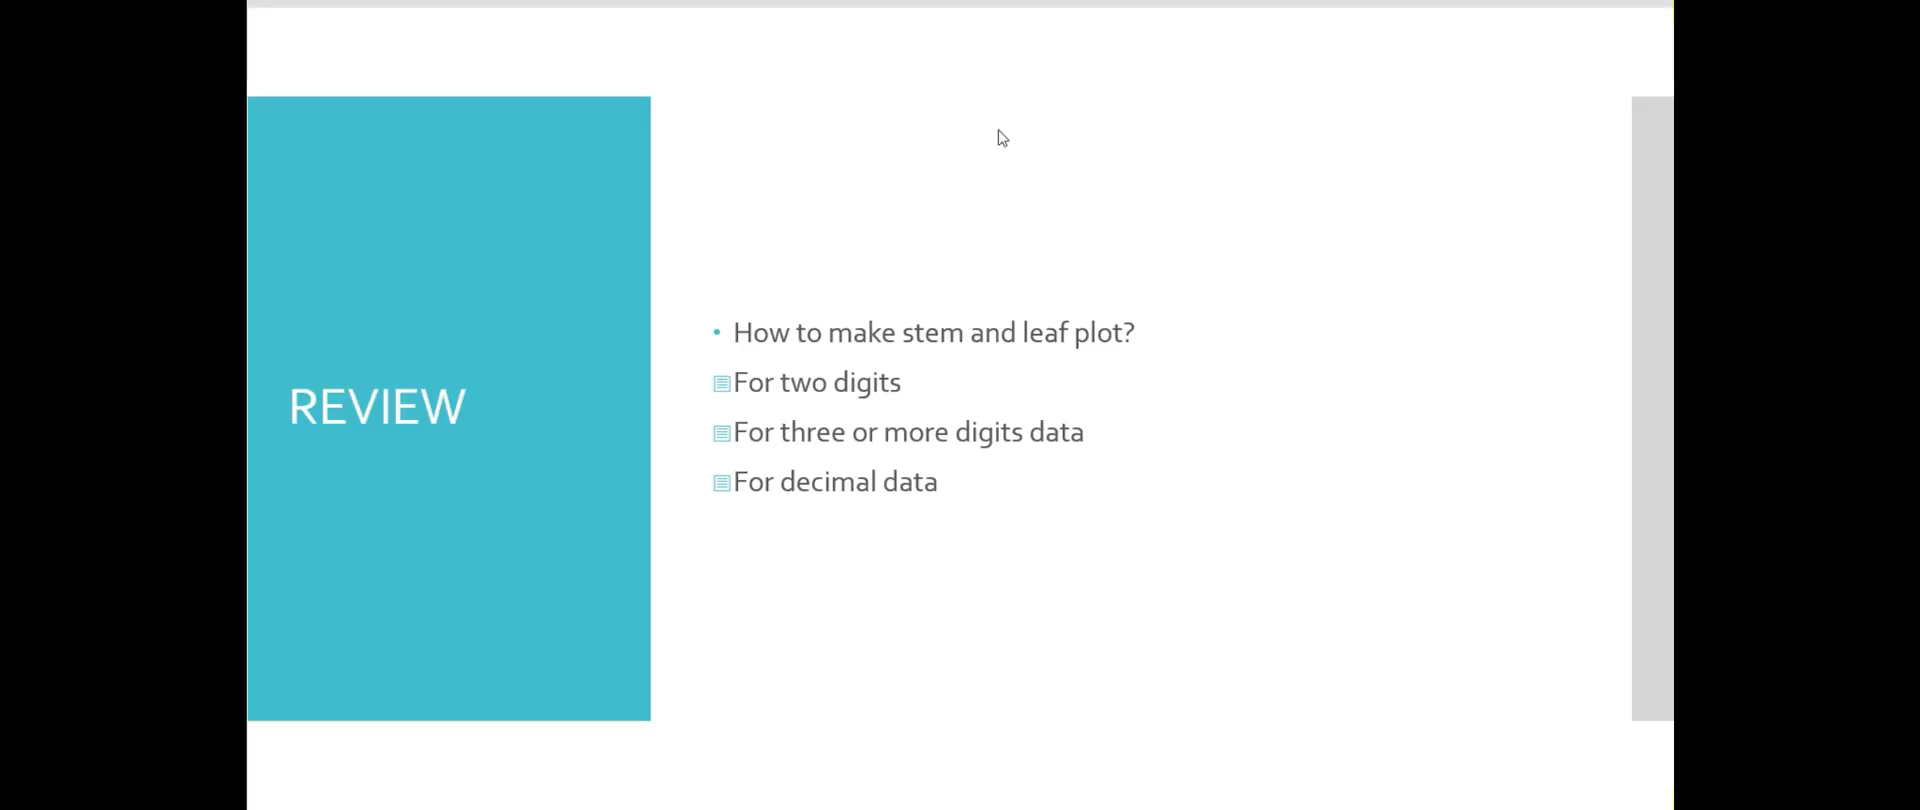 REVIEW
• How to make stem and leaf plot?
For two digits
For three or more digits data
For decimal data